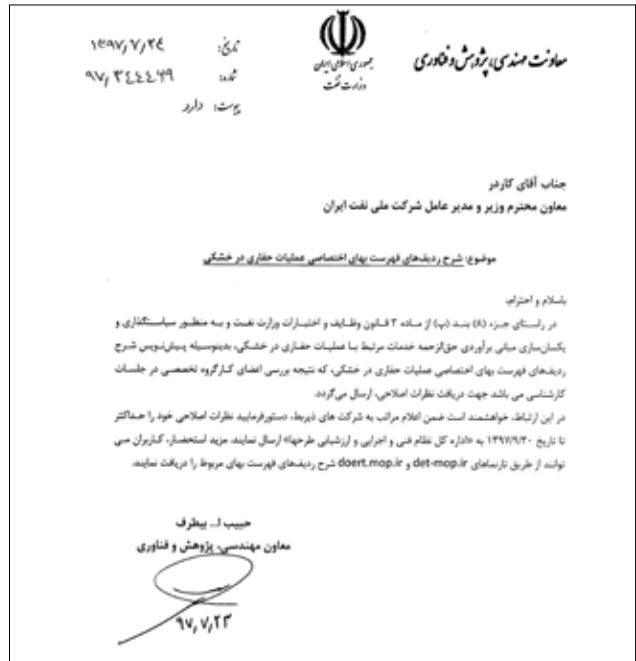 جمهوری اسلامی ایران
وزارت نفت
معاونت مهندسی، پژوهش و فناوری
تاریخ: ۱۳۹۷٫۷٫۲۴
شماره: ۹۷٫۳۴۴۴۶۹
پیوست: دارد
جناب آقای کاردر
معاون محترم وزیر و مدیر عامل شرکت ملی نفت ایران
موضوع: شرح ردیف‌های فهرست بهای اختصاصی عملیات حفاری در خشکی
باسلام و احترام،
در راستای جزء (۸) بند (پ) از ماده ۳ قانون وظایف و اختیارات وزارت نفت و به منظور سیاستگذاری و
یکسان‌سازی مبانی برآوردی حق‌الزحمه خدمات مرتبط با عملیات حفاری در خشکی، بدینوسیله پیش‌نویس شرح
ردیف‌های فهرست بهای اختصاصی عملیات حفاری در خشکی، که نتیجه بررسی اعضای کارگروه تخصصی در جلسات
کارشناسی می باشد جهت دریافت نظرات اصلاحی، ارسال می‌گردد.
در این ارتباط، خواهشمند است ضمن اعلام مراتب به شرکت های ذیربط، دستورفرمایید نظرات اصلاحی خود را حداکثر
تا تاریخ ۱۳۹۷/۹/۳۰ به «اداره کل نظام فنی و اجرایی و ارزشیابی طرحها» ارسال نمایند. مزید استحضار، کاربران می
توانند از طریق تارنماهای det-mop.ir و doert.mop.ir شرح ردیف‌های فهرست بهای مربوط را دریافت نمایند.
حبیب ا... بیطرف
معاون مهندسی، پژوهش و فناوری
۹۷٫۷٫۲۳